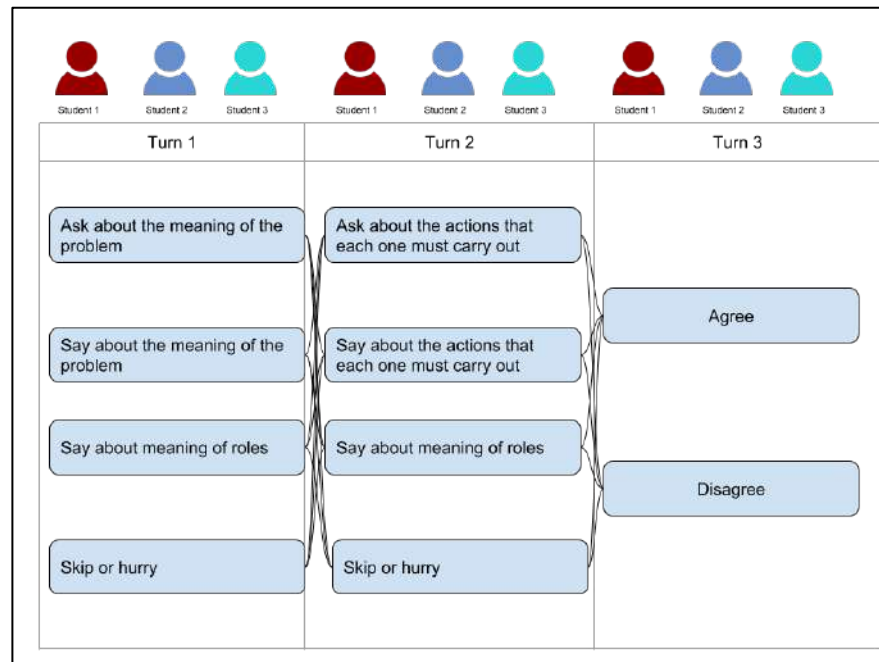 Student 1
Student 2
Student 3
Student 1
Student 2
Student 3
Student 1
Student 2
Student 3
Turn 1
Turn 2
Turn 3
Ask about the meaning of the
problem
Say about the meaning of the
problem
Say about meaning of roles
Skip or hurry
Ask about the actions that
each one must carry out
Say about the actions that
each one must carry out
Say about meaning of roles
Skip or hurry
Agree
Disagree